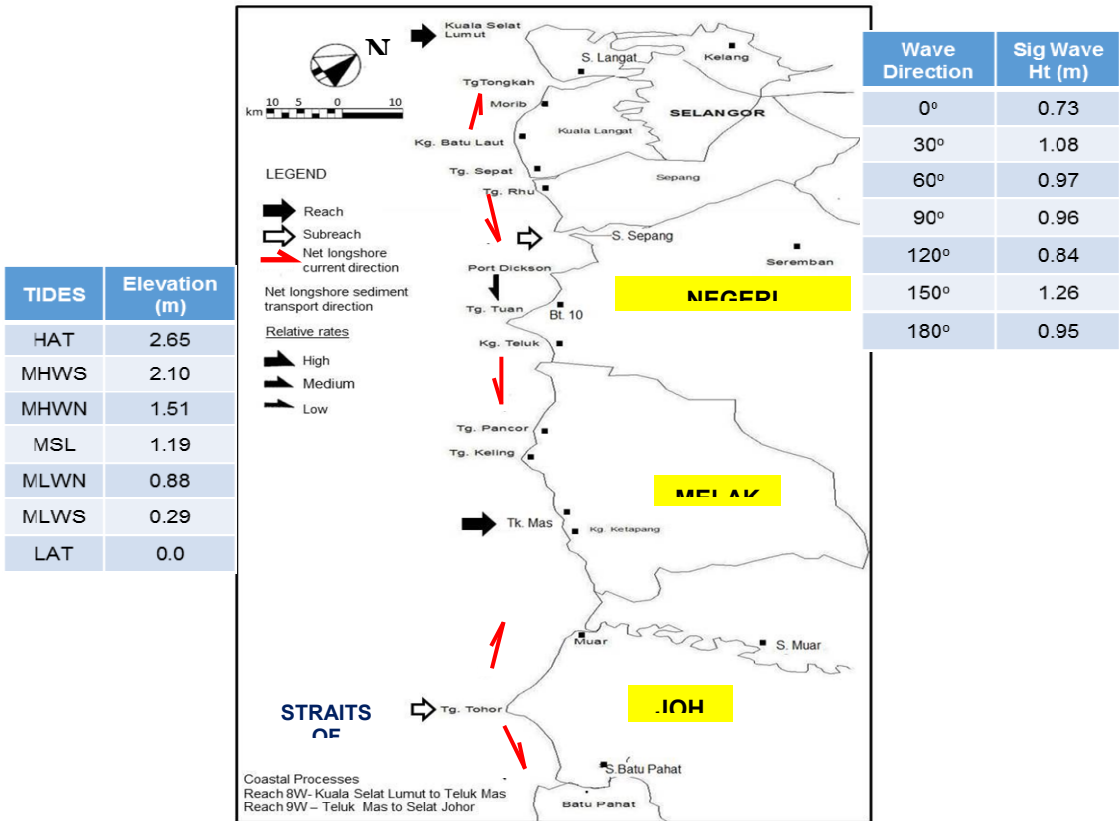 Kuala Selat
Lumut
N
S. Langat
Kelang
TgTongkah
10 5 0 10
km
Morib
SELANGOR
Kuala Langat
Kg. Batu Laut
Tg. Sepat
Sepang
Tg. Rhu
LEGEND
Reach
Subreach
Net longshore
current direction
Net longshore sediment
transport direction
Relative rates
High
Medium
Low
S. Sepang
Seremban
Port Dickson
NEGERI
Tg. Tuan
Bt. 10
Kg. Teluk
Tg. Pancor
Tg. Keling
MELAK
Tk. Mas
Kg. Ketapang
Muar
S. Muar
STRAITS
OF
Tg. Tohor
JOH
S.Batu Pahat
Batu Pahat
Coastal Processes
Reach 8W- Kuala Selat Lumut to Teluk Mas
Reach 9W – Teluk Mas to Selat Johor
TIDES Elevation (m)
HAT 2.65
MHWS 2.10
MHWN 1.51
MSL 1.19
MLWN 0.88
MLWS 0.29
LAT 0.0
Wave Direction Sig Wave Ht (m)
0° 0.73
30° 1.08
60° 0.97
90° 0.96
120° 0.84
150° 1.26
180° 0.95